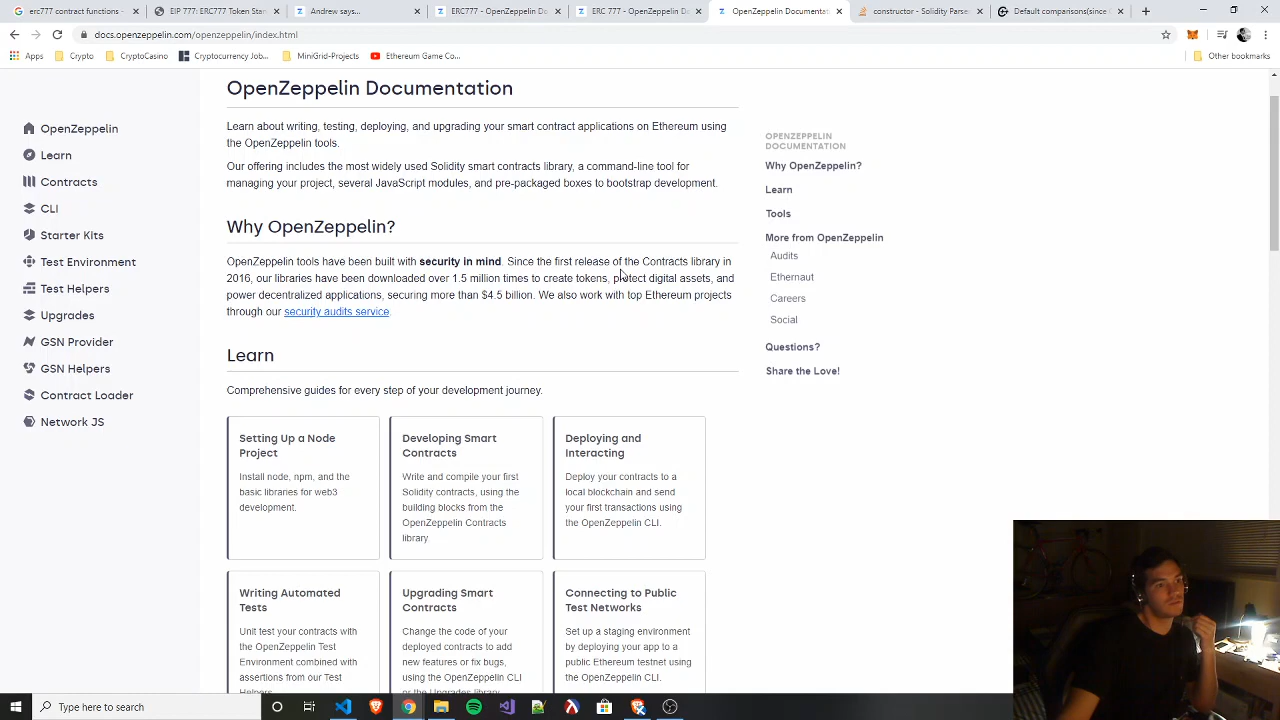 erc777 contract functions -
EIP 777: ERC777 Token Stan
Andrew says...
ERC777 - OpenZeppelin Do
ERC 777 - OpenZeppelin Do
OpenZeppelin Documentati
constructor - Solidity Parse
Default comparisons(since C
docs.openzeppelin.com/openzeppelin/index.html
Apps
Crypto
CryptoCasino
Cryptocurrency Job...
MiniGrid-Projects
Ethereum Game Co...
Other bookmarks
OpenZeppelin
Learn
Contracts
CLI
Starter Kits
Test Environment
Test Helpers
Upgrades
GSN Provider
GSN Helpers
Contract Loader
Network JS
OpenZeppelin Documentation
Learn about writing, testing, deploying, and upgrading your smart contract applications on Ethereum using
the OpenZeppelin tools.
Our offering includes the most widely used Solidity smart contracts library, a command-line tool for
managing your project, several JavaScript modules, and pre-packaged boxes to bootstrap development.
Why OpenZeppelin?
OpenZeppelin tools have been built with security in mind. Since the first release of the Contracts library in
2016, our libraries have been downloaded over 1.5 million times to create tokens, protect digital assets, and
power decentralized applications, securing more than $4.5 billion. We also work with top Ethereum projects
through our security audits service.
Learn
Comprehensive guides for every step of your development journey.
Setting Up a Node
Project
Install node, npm, and the
basic libraries for web3
development.
Developing Smart
Contracts
Write and compile your first
Solidity contracts, using the
building blocks from the
OpenZeppelin Contracts
library.
Deploying and
Interacting
Deploy your contracts to a
local blockchain and send
your first transactions using
the OpenZeppelin CLI.
Writing Automated
Tests
Unit test your contracts with
the OpenZeppelin Test
Environment combined with
assertions from our Test
Helpers.
Upgrading Smart
Contracts
Change the code of your
deployed contracts to add
new features or fix bugs,
using the OpenZeppelin CLI
or the Upgrades library.
Connecting to Public
Test Networks
Set up a staging environment
by deploying your app to a
public Ethereum testnet using
the OpenZeppelin CLI.
OPENZEPPELIN
DOCUMENTATION
Why OpenZeppelin?
Learn
Tools
More from OpenZeppelin
Audits
Ethernaut
Careers
Social
Questions?
Share the Love!
Type here to search